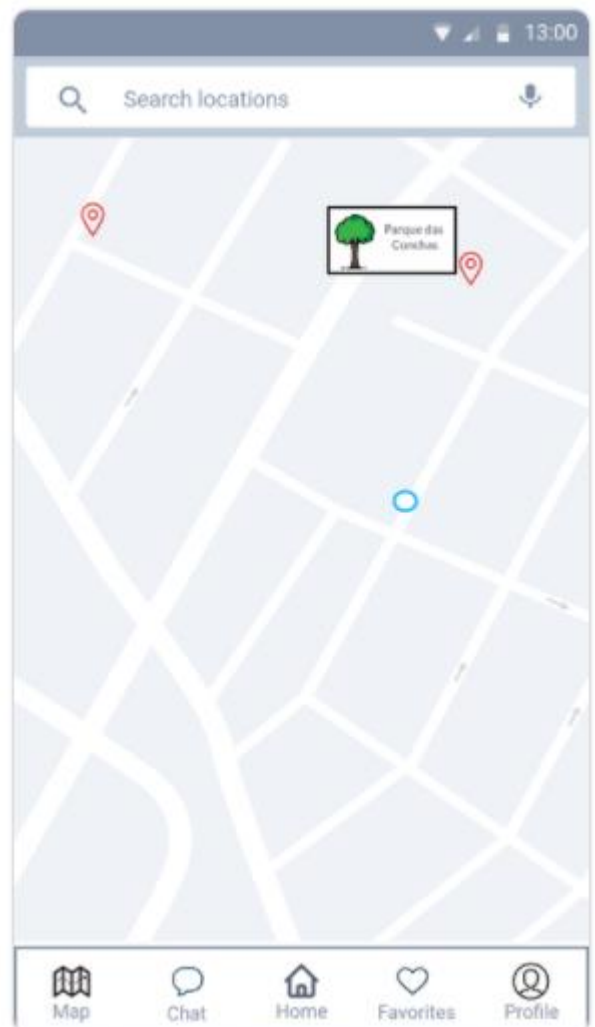 13:00
Search locations
Parque das
Conchas
Map
Chat
Home
Favorites
Profile